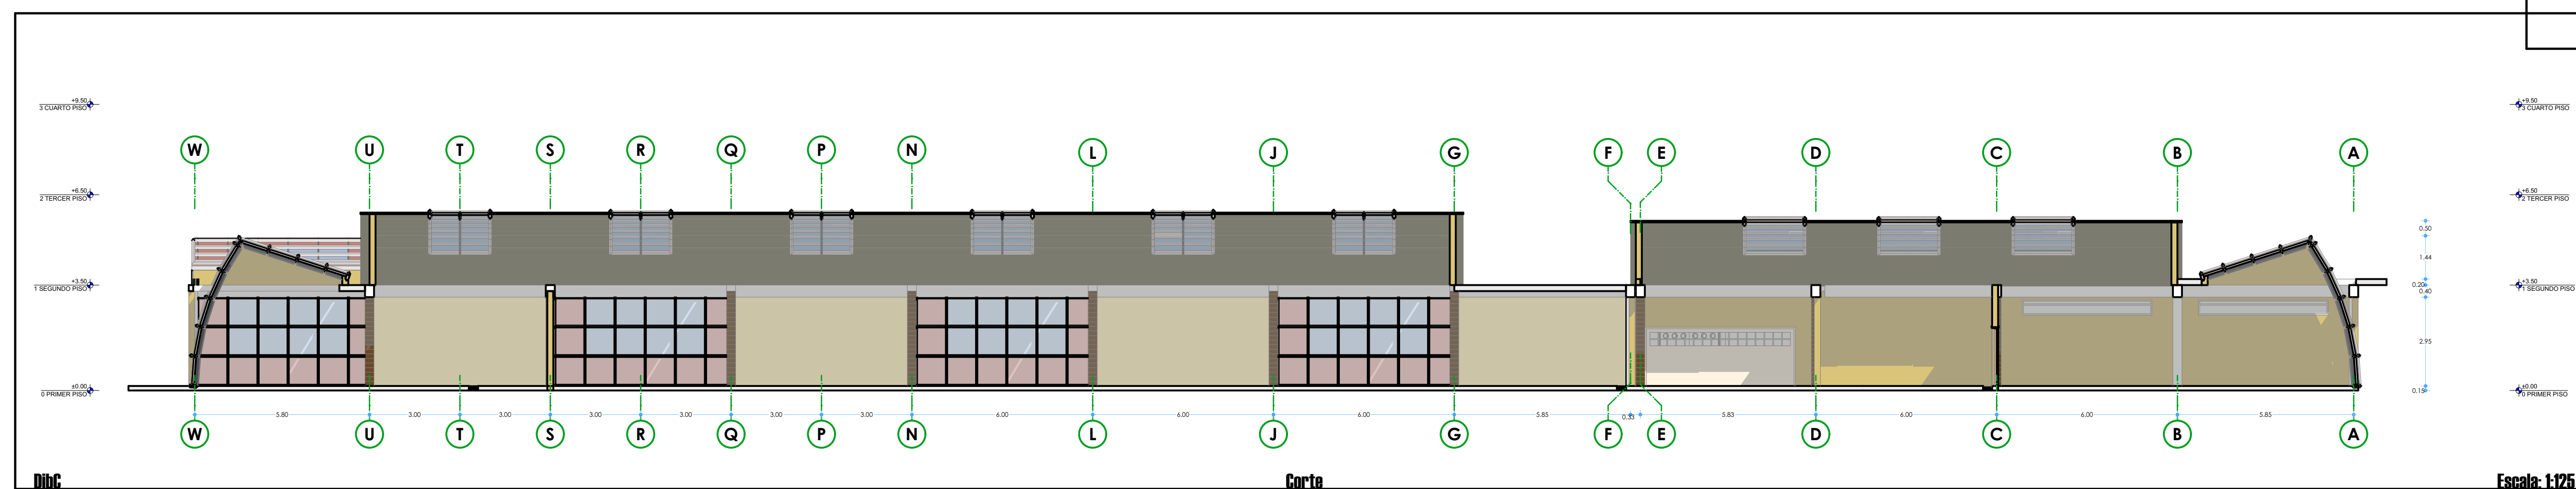 +9.50
3 CUARTO PISO
+9.50
3 CUARTO PISO
W U T S R Q P N L J G F E D C B A
+6.50
2 TERCER PISO
+6.50
2 TERCER PISO
0.50
1.44
+3.50
1 SEGUNDO PISO
0.20
0.40
+3.50
1 SEGUNDO PISO
2.95
±0.00
0 PRIMER PISO
0.15
±0.00
0 PRIMER PISO
5.80 3.00 3.00 3.00 3.00 3.00 3.00 6.00 6.00 6.00 5.85 0.33 5.83 6.00 6.00 5.85
W U T S R Q P N L J G F E D C B A
DibC Corte Escala: 1:125